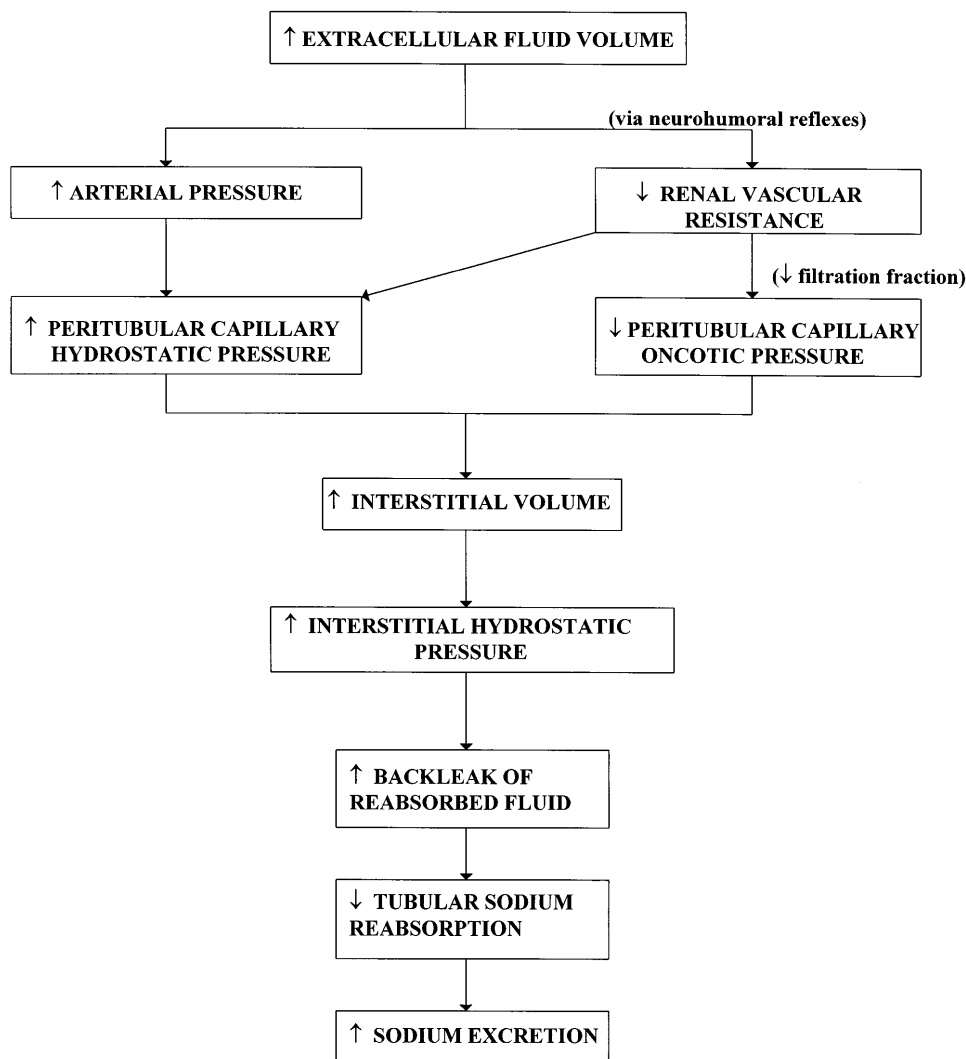 ↑ EXTRACELLULAR FLUID VOLUME
(via neurohumoral reflexes)
↑ ARTERIAL PRESSURE
↓ RENAL VASCULAR
RESISTANCE
(↓ filtration fraction)
↑ PERITUBULAR CAPILLARY
HYDROSTATIC PRESSURE
↓ PERITUBULAR CAPILLARY
ONCOTIC PRESSURE
↑ INTERSTITIAL VOLUME
↑ INTERSTITIAL HYDROSTATIC
PRESSURE
↑ BACKLEAK OF
REABSORBED FLUID
↓ TUBULAR SODIUM
REABSORPTION
↑ SODIUM EXCRETION